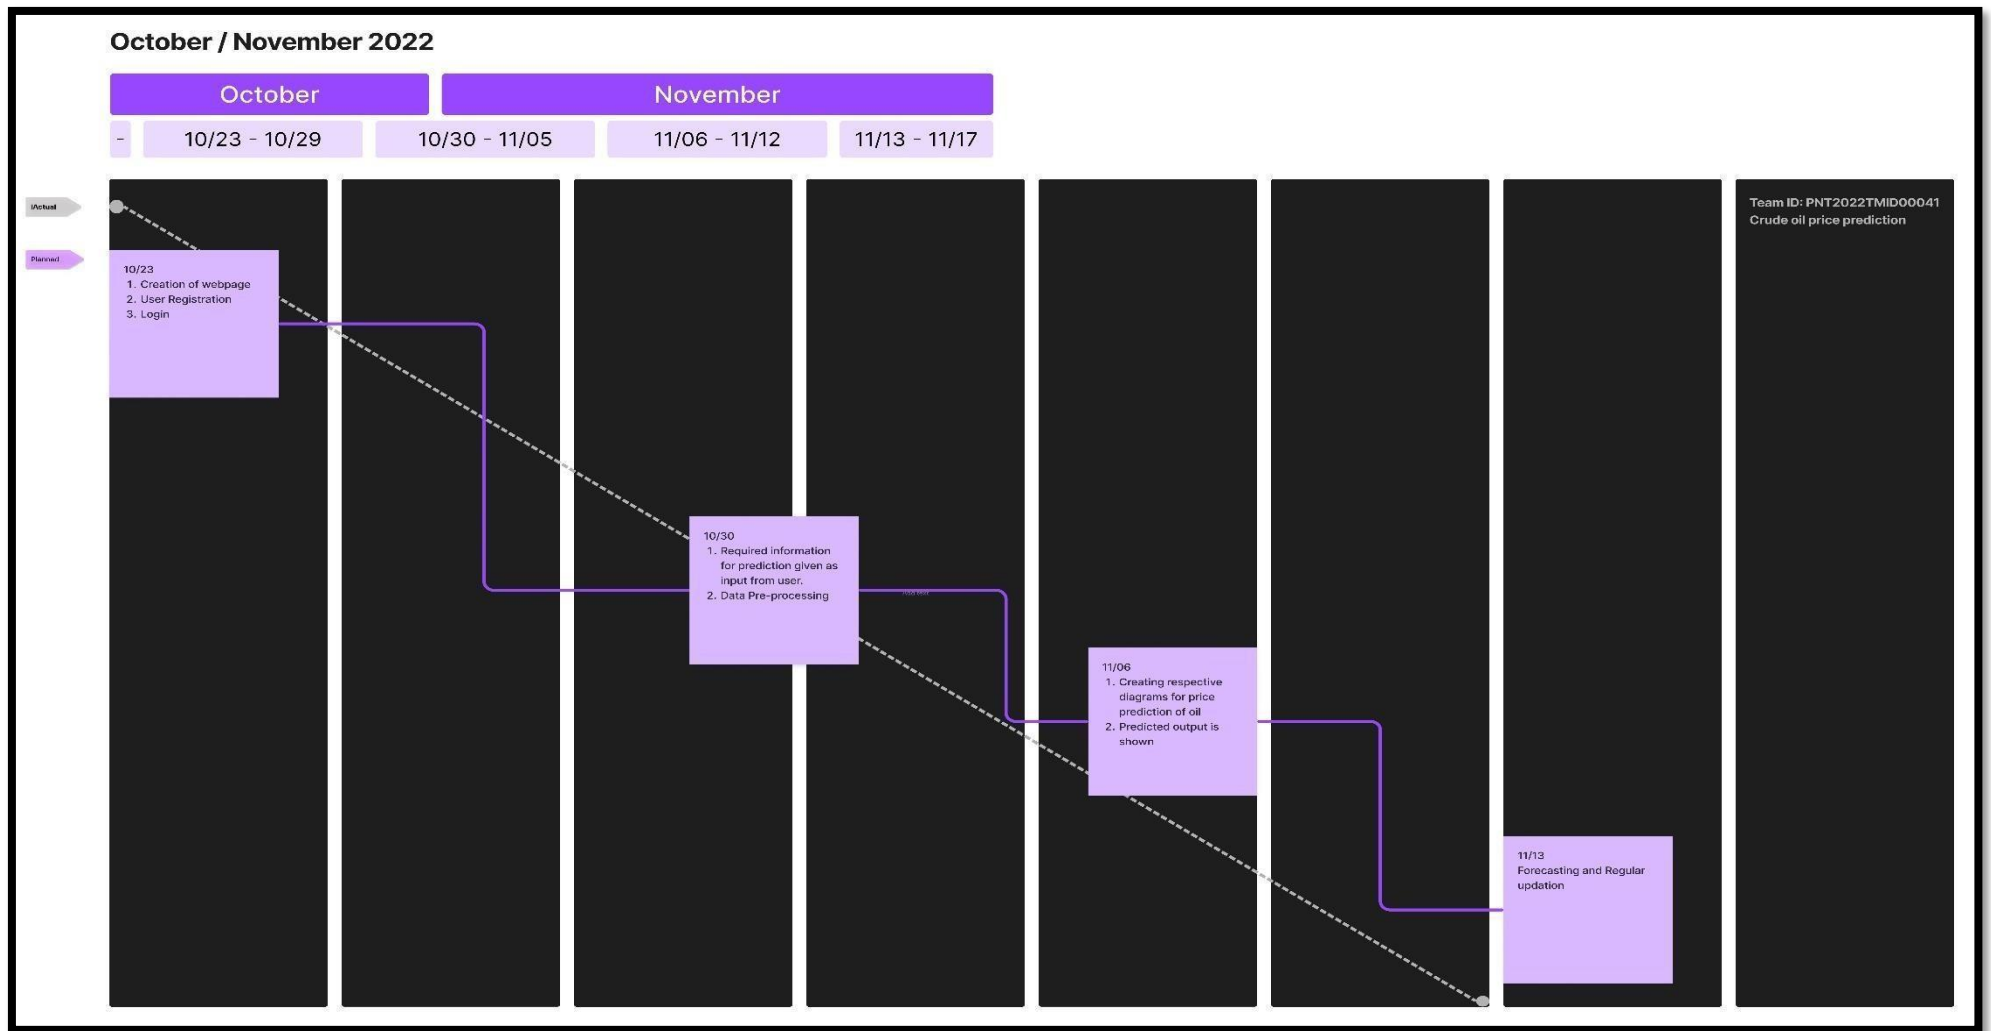 October / November 2022
October
November
-
10/23 - 10/29
10/30 - 11/05
11/06 - 11/12
11/13 - 11/17
iActual
Planned
Team ID: PNT2022TMID00041
Crude oil price prediction
10/23
1. Creation of webpage
2. User Registration
3. Login
10/30
1. Required information
for prediction given as
input from user.
2. Data Pre-processing
Add text
11/06
1. Creating respective
diagrams for price
prediction of oil
2. Predicted output is
shown
11/13
Forecasting and Regular
updation